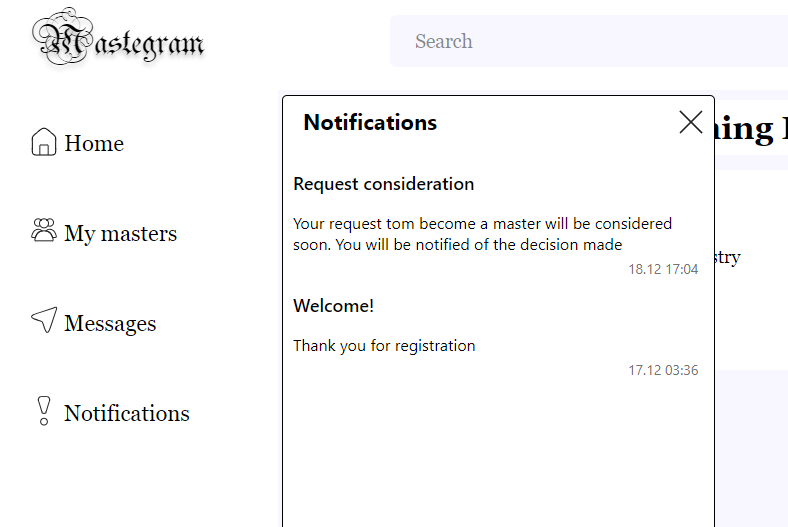 Mastegram
Search
Home
My masters
Messages
Notifications
Notifications
Request consideration
Your request tom become a master will be considered
soon. You will be notified of the decision made
18.12 17:04
Welcome!
Thank you for registration
17.12 03:36